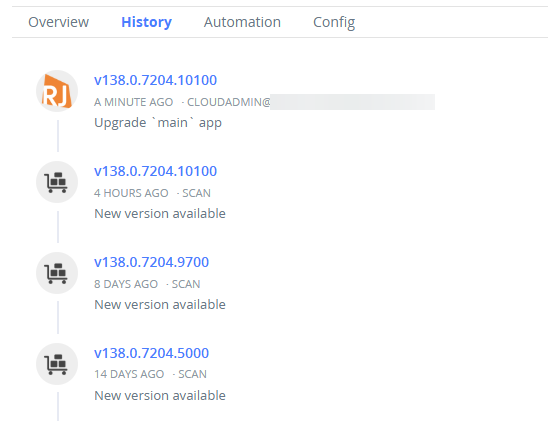 Overview History Automation Config
v138.0.7204.10100
A MINUTE AGO · CLOUDADMIN@
Upgrade `main` app
RJ
v138.0.7204.10100
4 HOURS AGO · SCAN
New version available
v138.0.7204.9700
8 DAYS AGO · SCAN
New version available
v138.0.7204.5000
14 DAYS AGO · SCAN
New version available